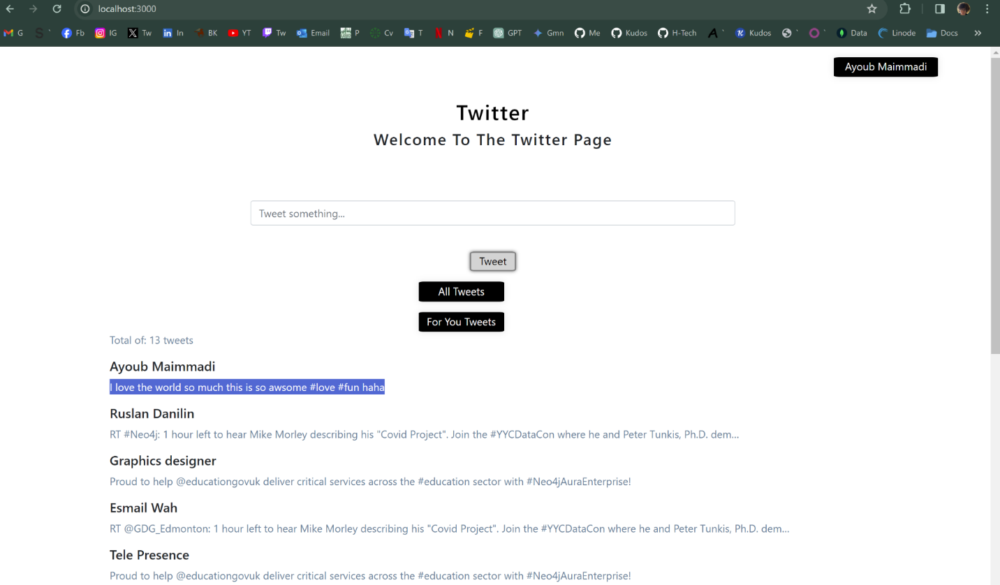 localhost:3000
G Fb IG Tw In BK YT Tw Email P Cv T N F GPT Gmn Me Kudos H-Tech Kudos Data Linode Docs »
Ayoub Maimmadi
Twitter
Welcome To The Twitter Page
Tweet something...
Tweet
All Tweets
For You Tweets
Total of: 13 tweets
Ayoub Maimmadi
I love the world so much this is so awsome #love #fun haha
Ruslan Danilin
RT #Neo4j: 1 hour left to hear Mike Morley describing his "Covid Project". Join the #YYCDataCon where he and Peter Tunkis, Ph.D. dem…
Graphics designer
Proud to help @educationgovuk deliver critical services across the #education sector with #Neo4jAuraEnterprise!
Esmail Wah
RT @GDG_Edmonton: 1 hour left to hear Mike Morley describing his "Covid Project". Join the #YYCDataCon where he and Peter Tunkis, Ph.D. dem…
Tele Presence
Proud to help @educationgovuk deliver critical services across the #education sector with #Neo4jAuraEnterprise!